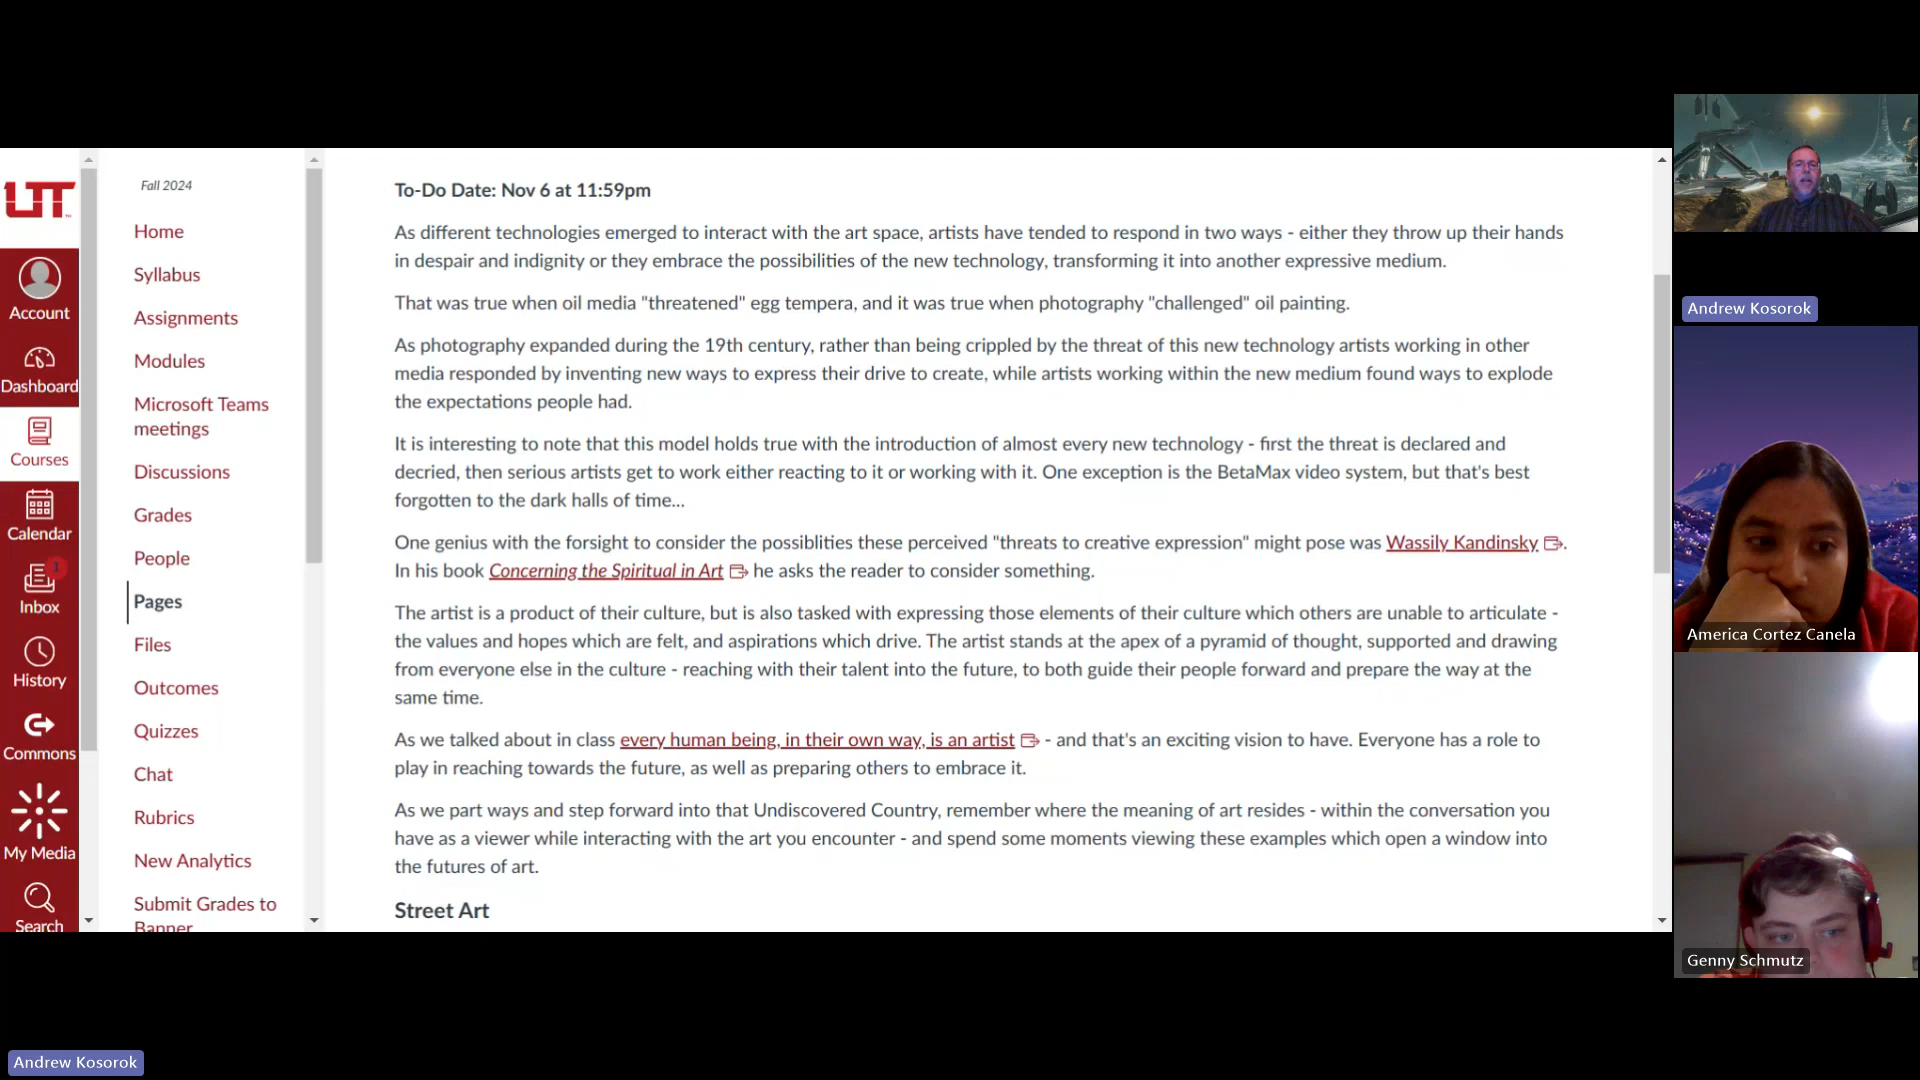 UT
Account
Dashboard
Courses
Calendar
1
Inbox
History
Commons
My Media
Search
Fall 2024
Home
Syllabus
Assignments
Modules
Microsoft Teams
meetings
Discussions
Grades
People
Pages
Files
Outcomes
Quizzes
Chat
Rubrics
New Analytics
Submit Grades to
Banner
To-Do Date: Nov 6 at 11:59pm
As different technologies emerged to interact with the art space, artists have tended to respond in two ways - either they throw up their hands
in despair and indignity or they embrace the possibilities of the new technology, transforming it into another expressive medium.
That was true when oil media "threatened" egg tempera, and it was true when photography "challenged" oil painting.
As photography expanded during the 19th century, rather than being crippled by the threat of this new technology artists working in other
media responded by inventing new ways to express their drive to create, while artists working within the new medium found ways to explode
the expectations people had.
It is interesting to note that this model holds true with the introduction of almost every new technology - first the threat is declared and
decried, then serious artists get to work either reacting to it or working with it. One exception is the BetaMax video system, but that's best
forgotten to the dark halls of time...
One genius with the forsight to consider the possiblities these perceived "threats to creative expression" might pose was Wassily Kandinsky.
In his book Concerning the Spiritual in Art he asks the reader to consider something.
The artist is a product of their culture, but is also tasked with expressing those elements of their culture which others are unable to articulate -
the values and hopes which are felt, and aspirations which drive. The artist stands at the apex of a pyramid of thought, supported and drawing
from everyone else in the culture - reaching with their talent into the future, to both guide their people forward and prepare the way at the
same time.
As we talked about in class every human being, in their own way, is an artist - and that's an exciting vision to have. Everyone has a role to
play in reaching towards the future, as well as preparing others to embrace it.
As we part ways and step forward into that Undiscovered Country, remember where the meaning of art resides - within the conversation you
have as a viewer while interacting with the art you encounter - and spend some moments viewing these examples which open a window into
the futures of art.
Street Art
Andrew Kosorok
America Cortez Canela
Genny Schmutz
Andrew Kosorok